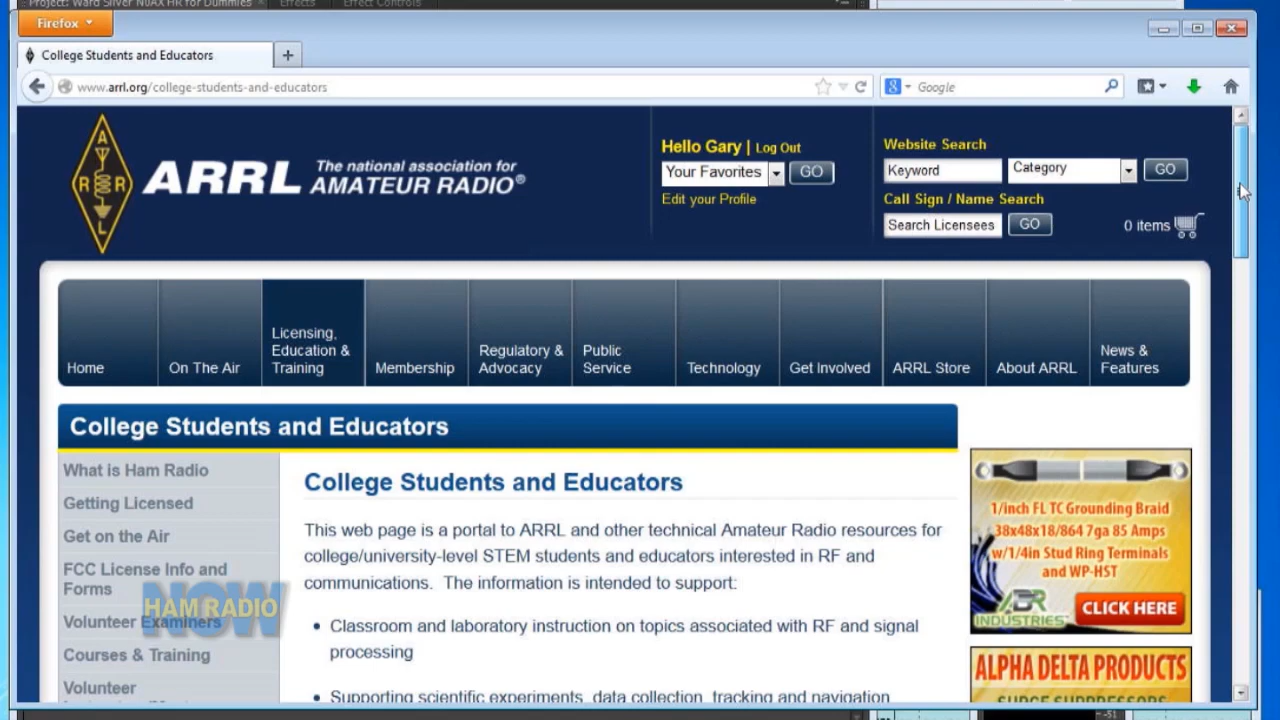 Project: Ward Silver N0AX HR for Dummies
Effects
Effect Controls
Firefox
College Students and Educators
www.arrl.org/college-students-and-educators
Google
A
R R
L
ARRL
The national association for
AMATEUR RADIO®
Hello Gary | Log Out
Your Favorites GO
Edit your Profile
Website Search
Keyword Category GO
Call Sign / Name Search
Search Licensees GO
0 items
Home
On The Air
Licensing,
Education &
Training
Membership
Regulatory &
Advocacy
Public
Service
Technology
Get Involved
ARRL Store
About ARRL
News &
Features
College Students and Educators
What is Ham Radio
Getting Licensed
Get on the Air
FCC License Info and
Forms
Volunteer Examiners
Courses & Training
Volunteer
NOW
HAM RADIO
College Students and Educators
This web page is a portal to ARRL and other technical Amateur Radio resources for
college/university-level STEM students and educators interested in RF and
communications. The information is intended to support:
• Classroom and laboratory instruction on topics associated with RF and signal
processing
• Supporting scientific experiments, data collection, tracking and navigation
1/inch FL TC Grounding Braid
38x48x18/864 7ga 85 Amps
w/1/4in Stud Ring Terminals
and WP-HST
ABR
INDUSTRIES
CLICK HERE
ALPHA DELTA PRODUCTS
SURGE SUPPRESSORS
-51